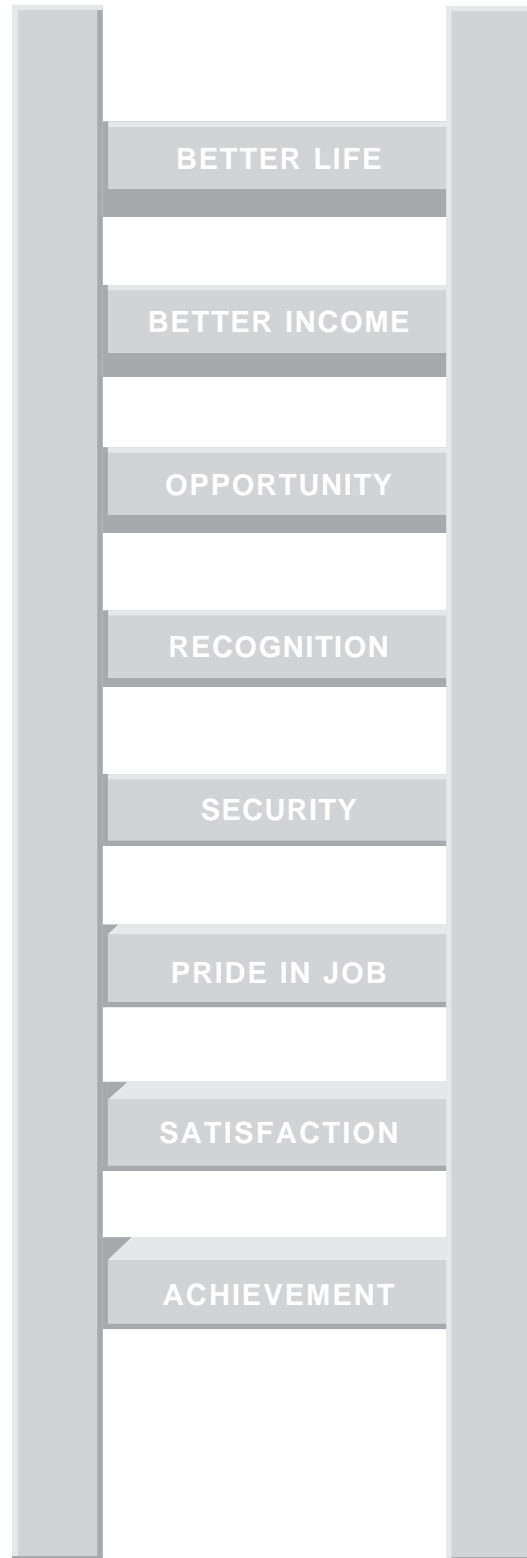 BETTER LIFE
BETTER INCOME
OPPORTUNITY
RECOGNITION
SECURITY
PRIDE IN JOB
SATISFACTION
ACHIEVEMENT